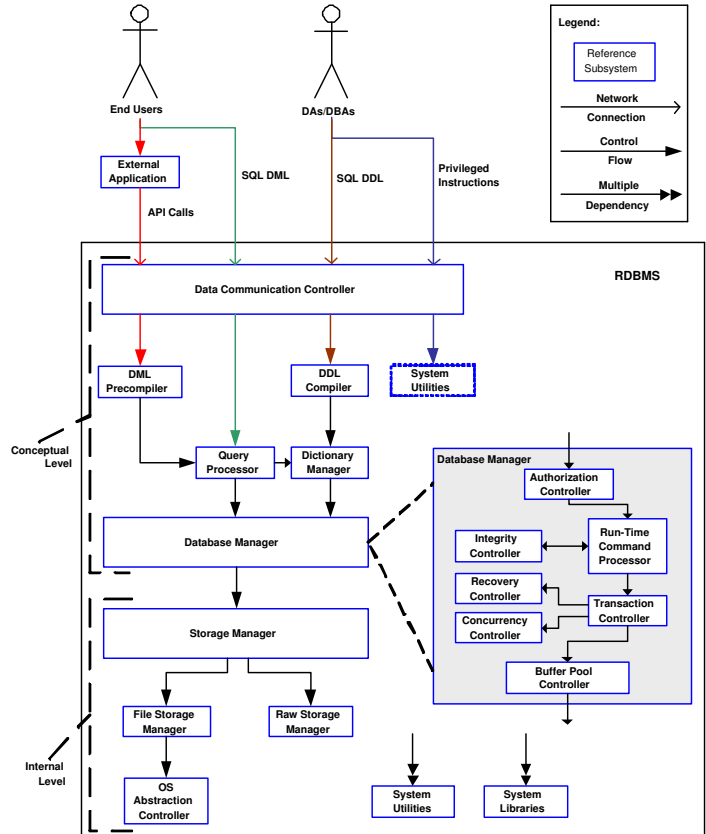 Legend:
Reference
Subsystem
Network
Connection
Control
Flow
Multiple
Dependency
End Users
DAs/DBAs
External
Application
SQL DML
SQL DDL
Privileged
Instructions
API Calls
RDBMS
Data Communication Controller
DML
Precompiler
DDL
Compiler
System
Utilities
Conceptual
Level
Query
Processor
Dictionary
Manager
Database Manager
Database Manager
Authorization
Controller
Integrity
Controller
Run-Time
Command
Processor
Recovery
Controller
Concurrency
Controller
Transaction
Controller
Buffer Pool
Controller
Storage Manager
File Storage
Manager
Raw Storage
Manager
Internal
Level
OS
Abstraction
Controller
System
Utilities
System
Libraries